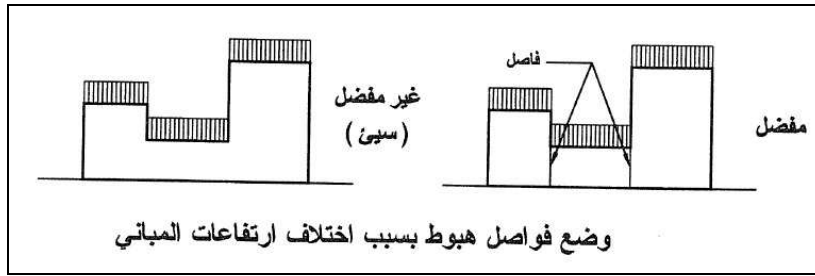 فاصل
مفضل
غير مفضل
(سيئ)
وضع فواصل هبوط بسبب اختلاف ارتفاعات المباني